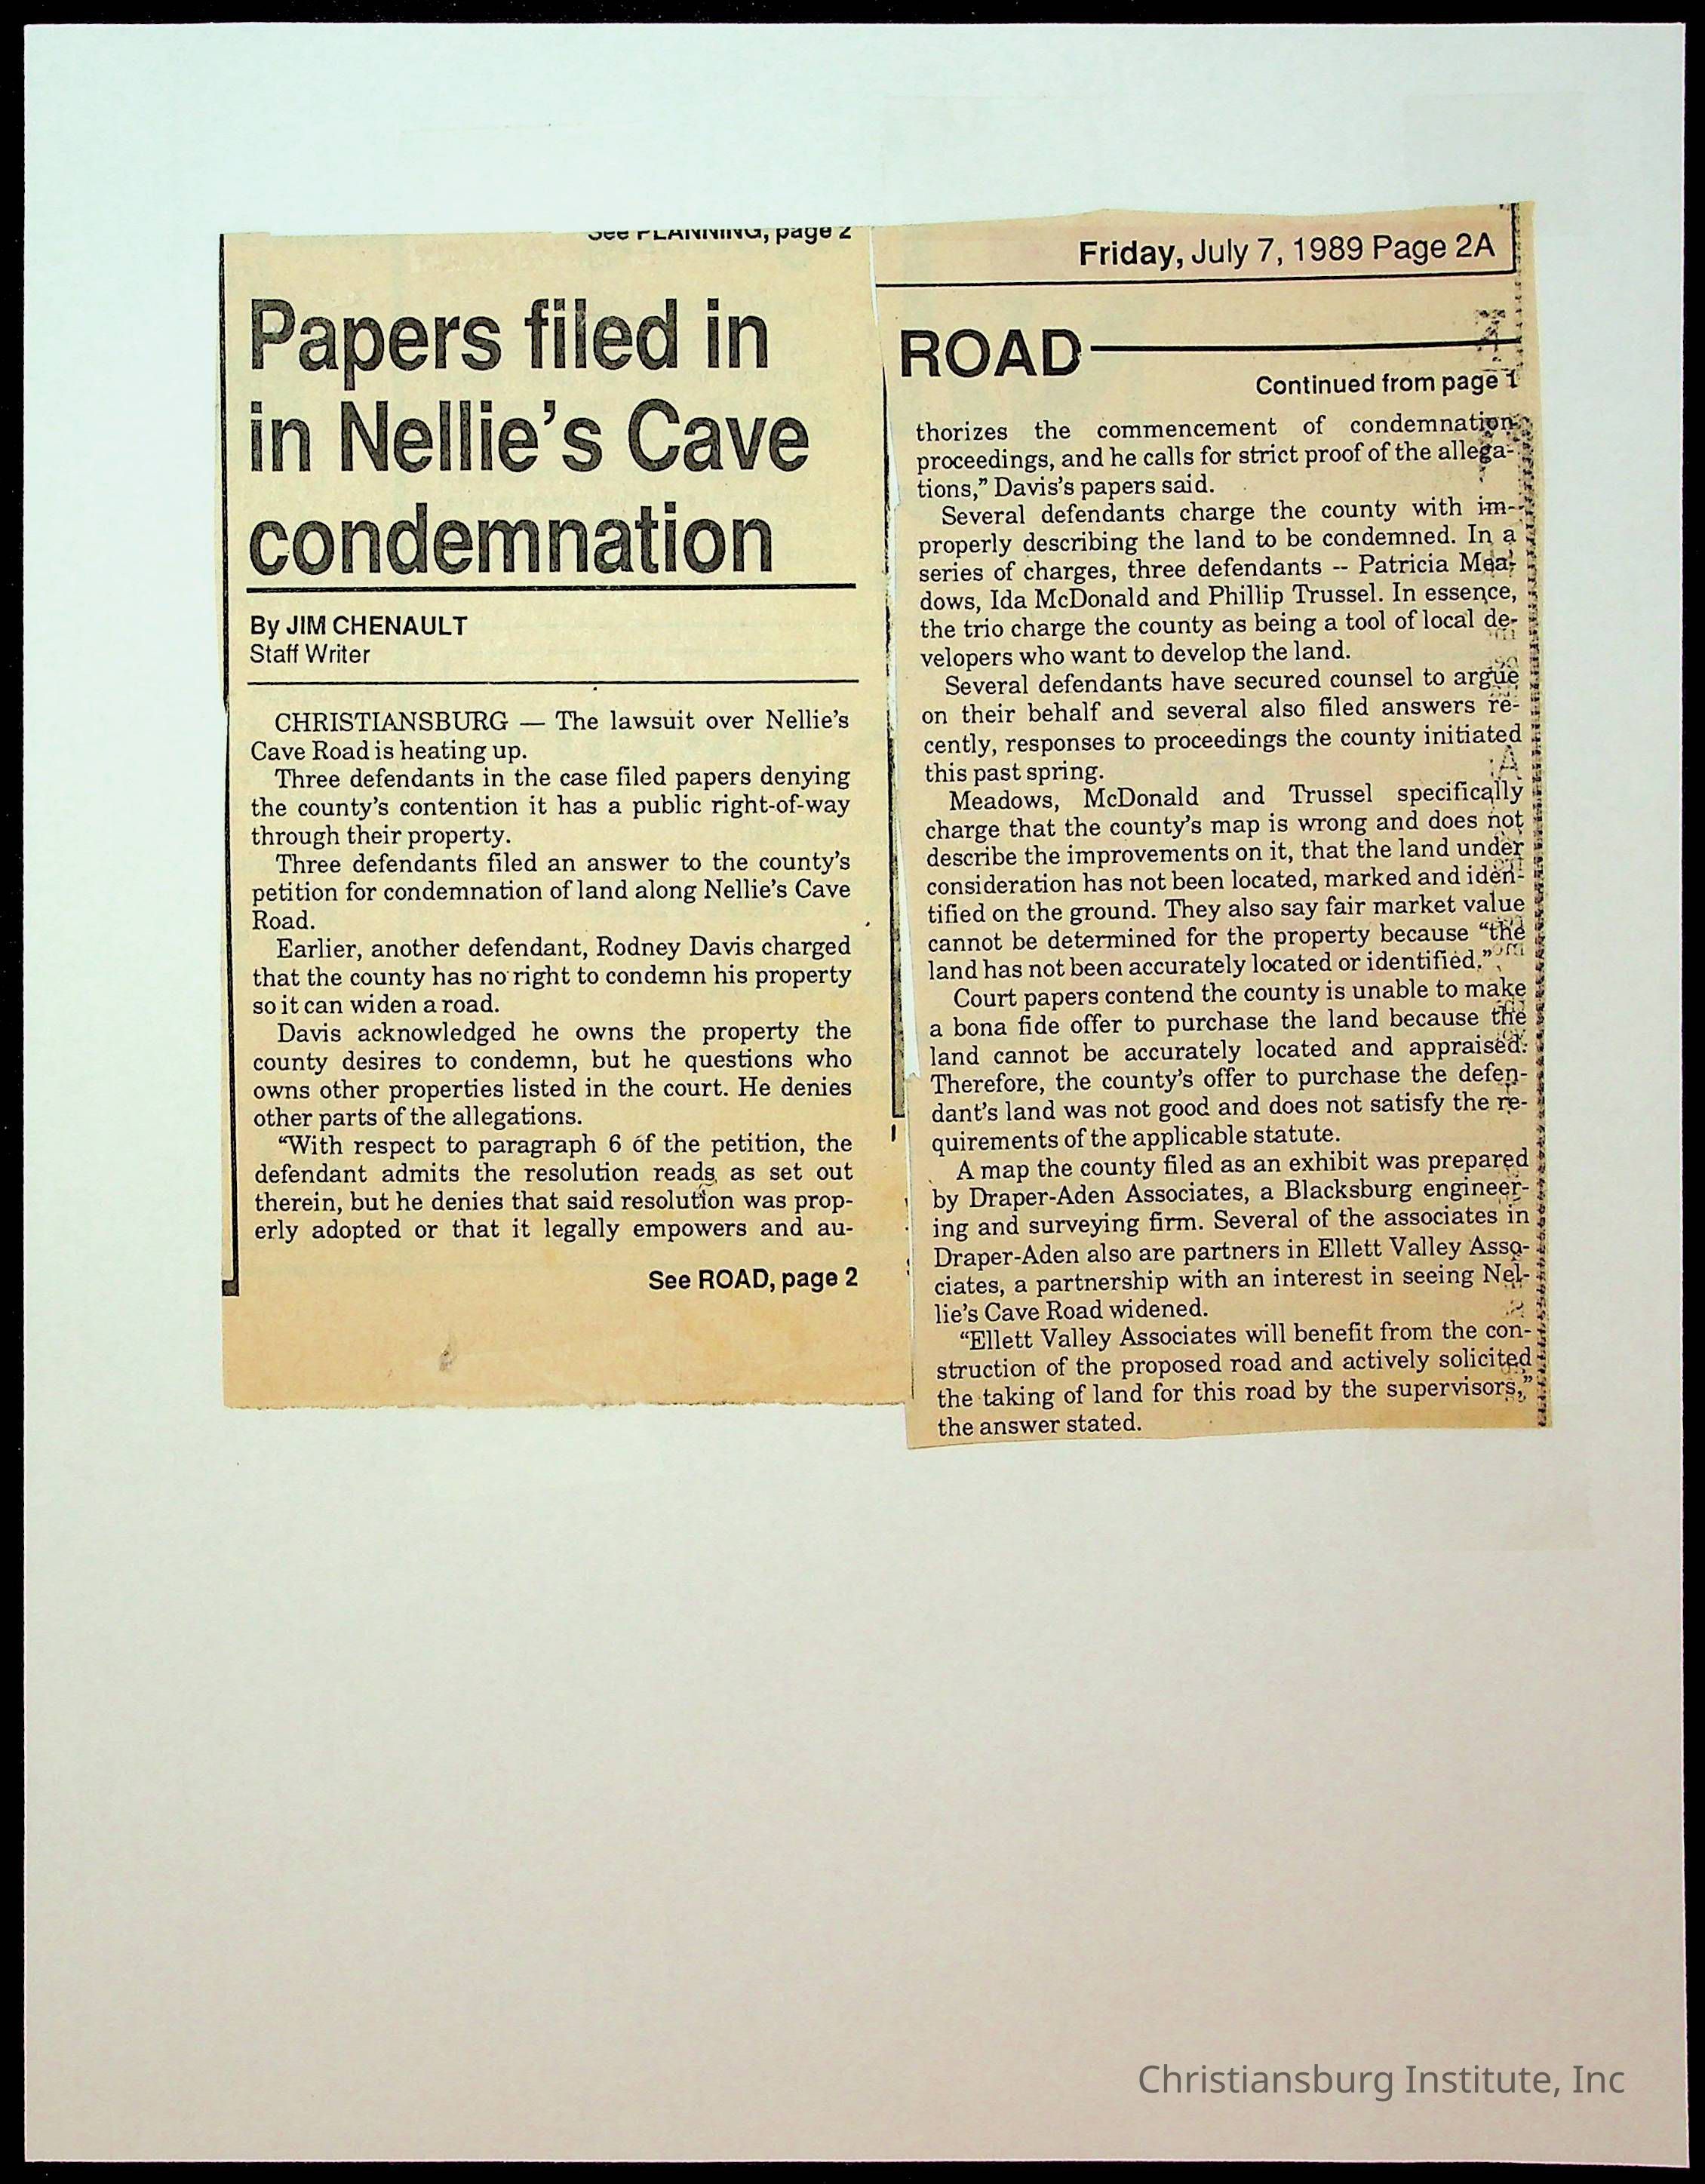 See PLANNING, page 2
Papers filed in
in Nellie's Cave
condemnation
By JIM CHENAULT
Staff Writer
CHRISTIANSBURG — The lawsuit over Nellie's
Cave Road is heating up.
Three defendants in the case filed papers denying
the county's contention it has a public right-of-way
through their property.
Three defendants filed an answer to the county's
petition for condemnation of land along Nellie's Cave
Road.
Earlier, another defendant, Rodney Davis charged
that the county has no right to condemn his property
so it can widen a road.
Davis acknowledged he owns the property the
county desires to condemn, but he questions who
owns other properties listed in the court. He denies
other parts of the allegations.
“With respect to paragraph 6 of the petition, the
defendant admits the resolution reads as set out
therein, but he denies that said resolution was prop-
erly adopted or that it legally empowers and au-
See ROAD, page 2
Friday, July 7, 1989 Page 2A
ROAD
Continued from page 1
thorizes the commencement of condemnation
proceedings, and he calls for strict proof of the allega-
tions,” Davis's papers said.
Several defendants charge the county with im-
properly describing the land to be condemned. In a
series of charges, three defendants -- Patricia Mea-
dows, Ida McDonald and Phillip Trussel. In essence,
the trio charge the county as being a tool of local de-
velopers who want to develop the land.
Several defendants have secured counsel to argue
on their behalf and several also filed answers re-
cently, responses to proceedings the county initiated
this past spring.
Meadows, McDonald and Trussel specifically
charge that the county's map is wrong and does not
describe the improvements on it, that the land under
consideration has not been located, marked and iden-
tified on the ground. They also say fair market value
cannot be determined for the property because “the
land has not been accurately located or identified.”
Court papers contend the county is unable to make
a bona fide offer to purchase the land because the
land cannot be accurately located and appraised.
Therefore, the county's offer to purchase the defen-
dant's land was not good and does not satisfy the re-
quirements of the applicable statute.
A map the county filed as an exhibit was prepared
by Draper-Aden Associates, a Blacksburg engineer-
ing and surveying firm. Several of the associates in
Draper-Aden also are partners in Ellett Valley Asso-
ciates, a partnership with an interest in seeing Nel-
lie's Cave Road widened.
“Ellett Valley Associates will benefit from the con-
struction of the proposed road and actively solicited
the taking of land for this road by the supervisors,”
the answer stated.
Christiansburg Institute, Inc